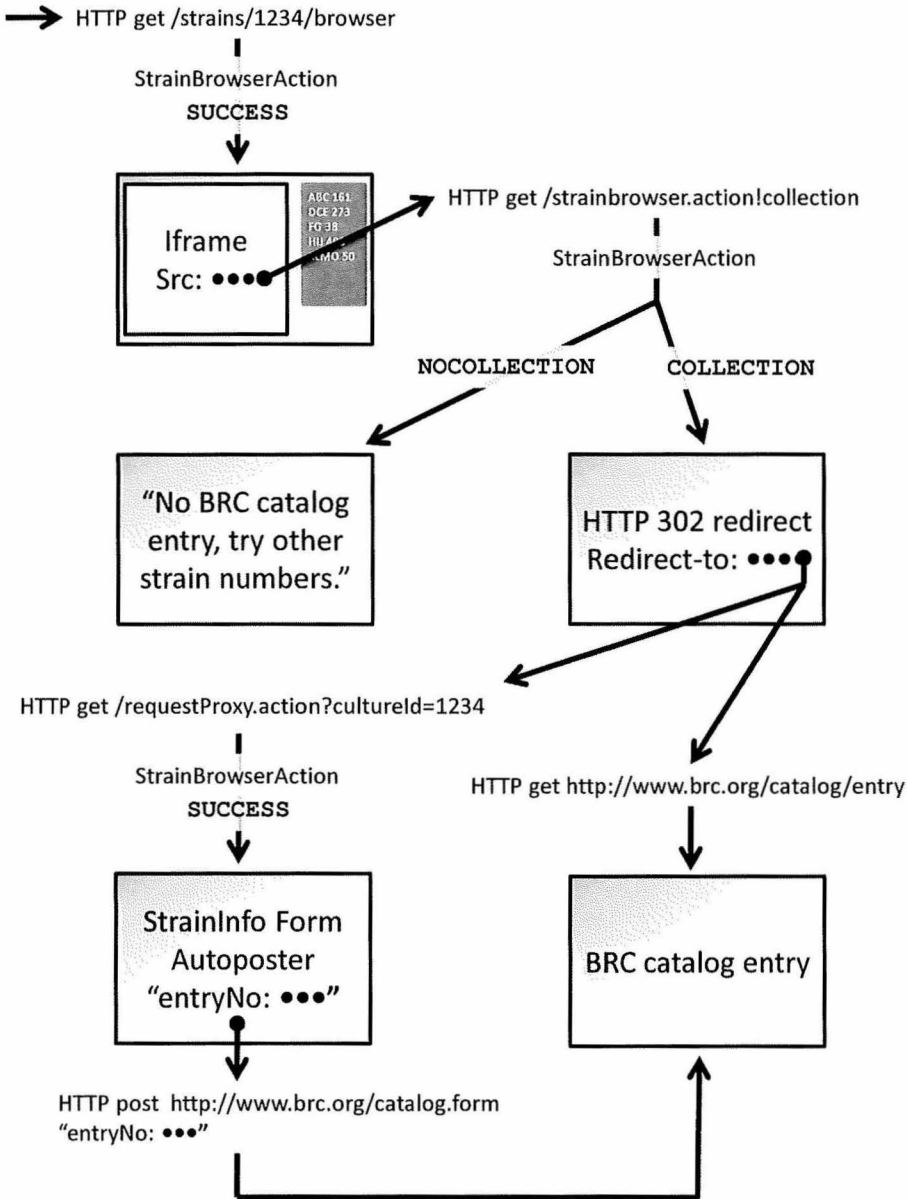 HTTP get /strains/1234/browser
StrainBrowserAction
SUCCESS
ABC 161
DCE 273
FG 38
HIJ
50
Iframe
Src: ••••
HTTP get /strainbrowser.action!collection
StrainBrowserAction
NOCOLLECTION
COLLECTION
“No BRC catalog
entry, try other
strain numbers.”
HTTP 302 redirect
Redirect-to: ••••
HTTP get /requestProxy.action?cultureId=1234
StrainBrowserAction
SUCCESS
HTTP get http://www.brc.org/catalog/entry
StrainInfo Form
Autoposter
“entryNo: •••”
BRC catalog entry
HTTP post http://www.brc.org/catalog.form
“entryNo: •••”